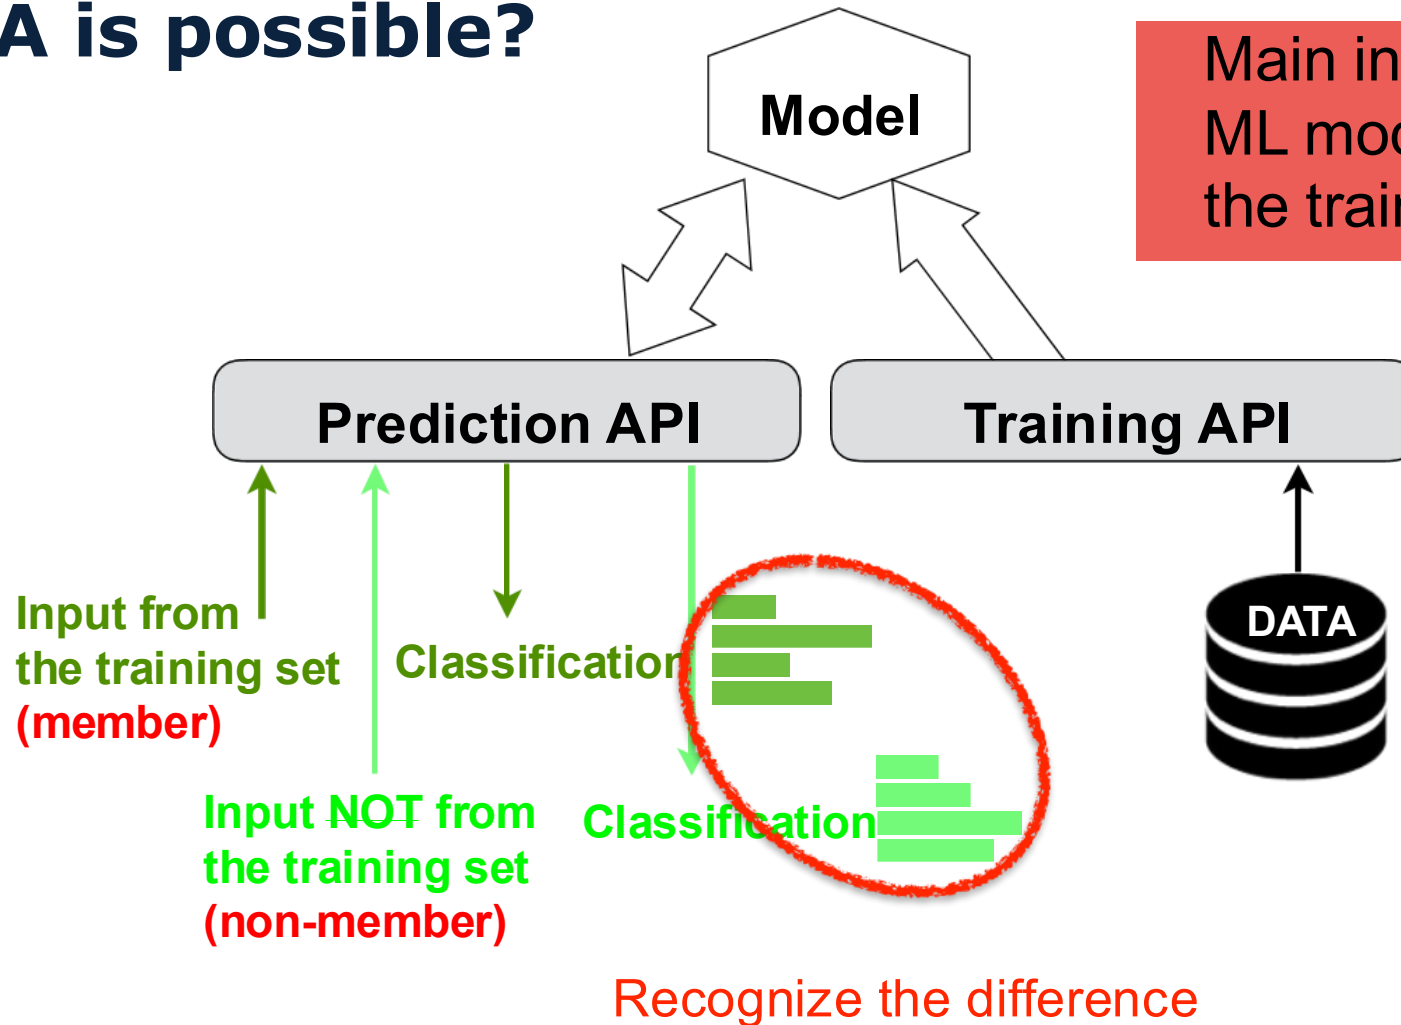 A is possible?
Model
Main in
ML mo
the trai
Prediction API
Training API
Input from
the training set
(member)
Classification
DATA
Input NOT from
the training set
(non-member)
Classification
Recognize the difference